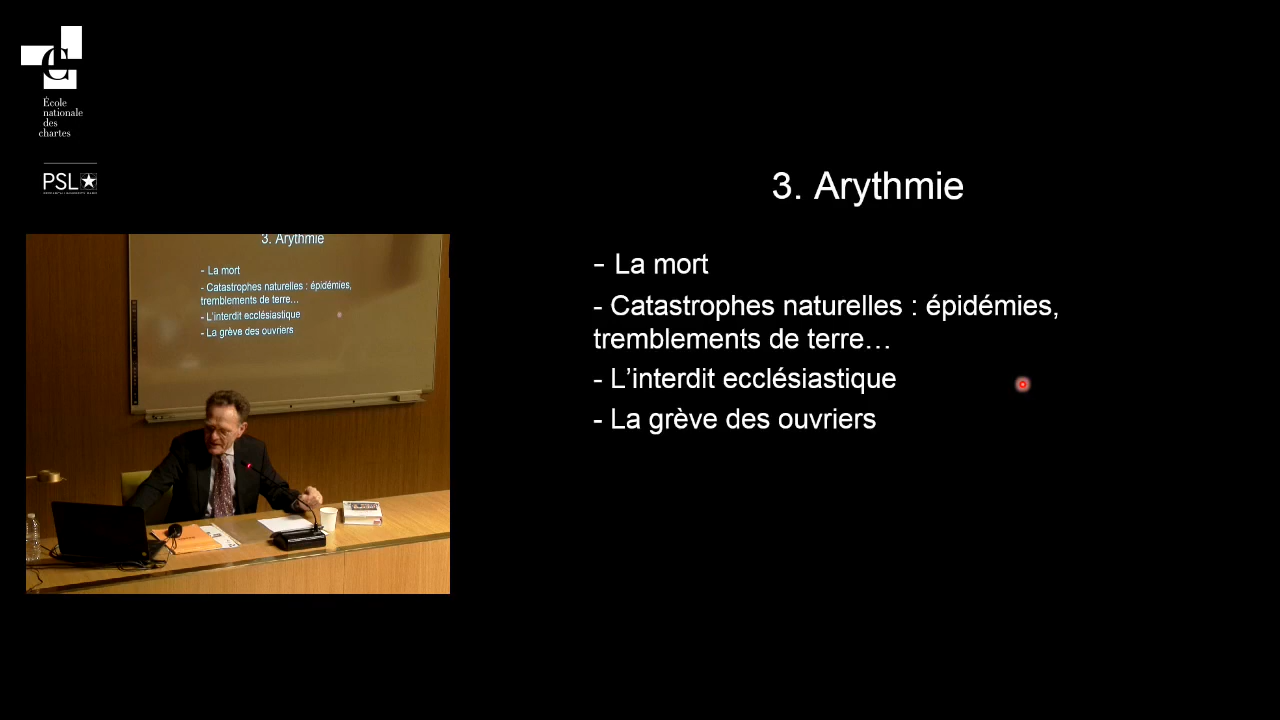 École
nationale
des
chartes
PSL
3. Arythmie
- La mort
- Catastrophes naturelles : épidémies,
tremblements de terre…
- L’interdit ecclésiastique
- La grève des ouvriers
3. Arythmie
- La mort
- Catastrophes naturelles : épidémies,
tremblements de terre…
- L’interdit ecclésiastique
- La grève des ouvriers